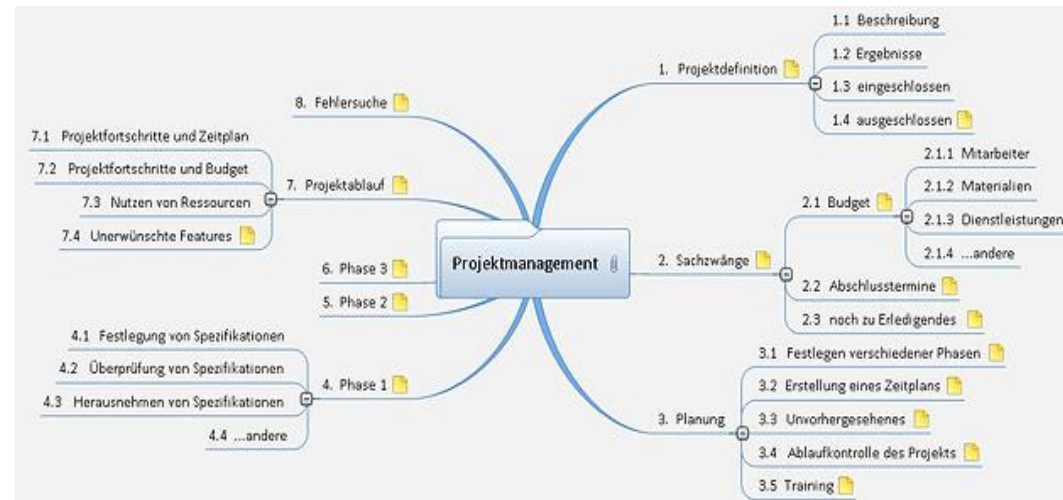 Projektmanagement
1. Projektdefinition
1.1 Beschreibung
1.2 Ergebnisse
1.3 eingeschlossen
1.4 ausgeschlossen
2. Sachzwänge
2.1 Budget
2.1.1 Mitarbeiter
2.1.2 Materialien
2.1.3 Dienstleistungen
2.1.4 ...andere
2.2 Abschlusstermine
2.3 noch zu Erledigendes
3. Planung
3.1 Festlegen verschiedener Phasen
3.2 Erstellung eines Zeitplans
3.3 Unvorhergesehenes
3.4 Ablaufkontrolle des Projekts
3.5 Training
4. Phase 1
4.1 Festlegung von Spezifikationen
4.2 Überprüfung von Spezifikationen
4.3 Herausnehmen von Spezifikationen
4.4 ...andere
5. Phase 2
6. Phase 3
7. Projektablauf
7.1 Projektfortschritte und Zeitplan
7.2 Projektfortschritte und Budget
7.3 Nutzen von Ressourcen
7.4 Unerwünschte Features
8. Fehlersuche